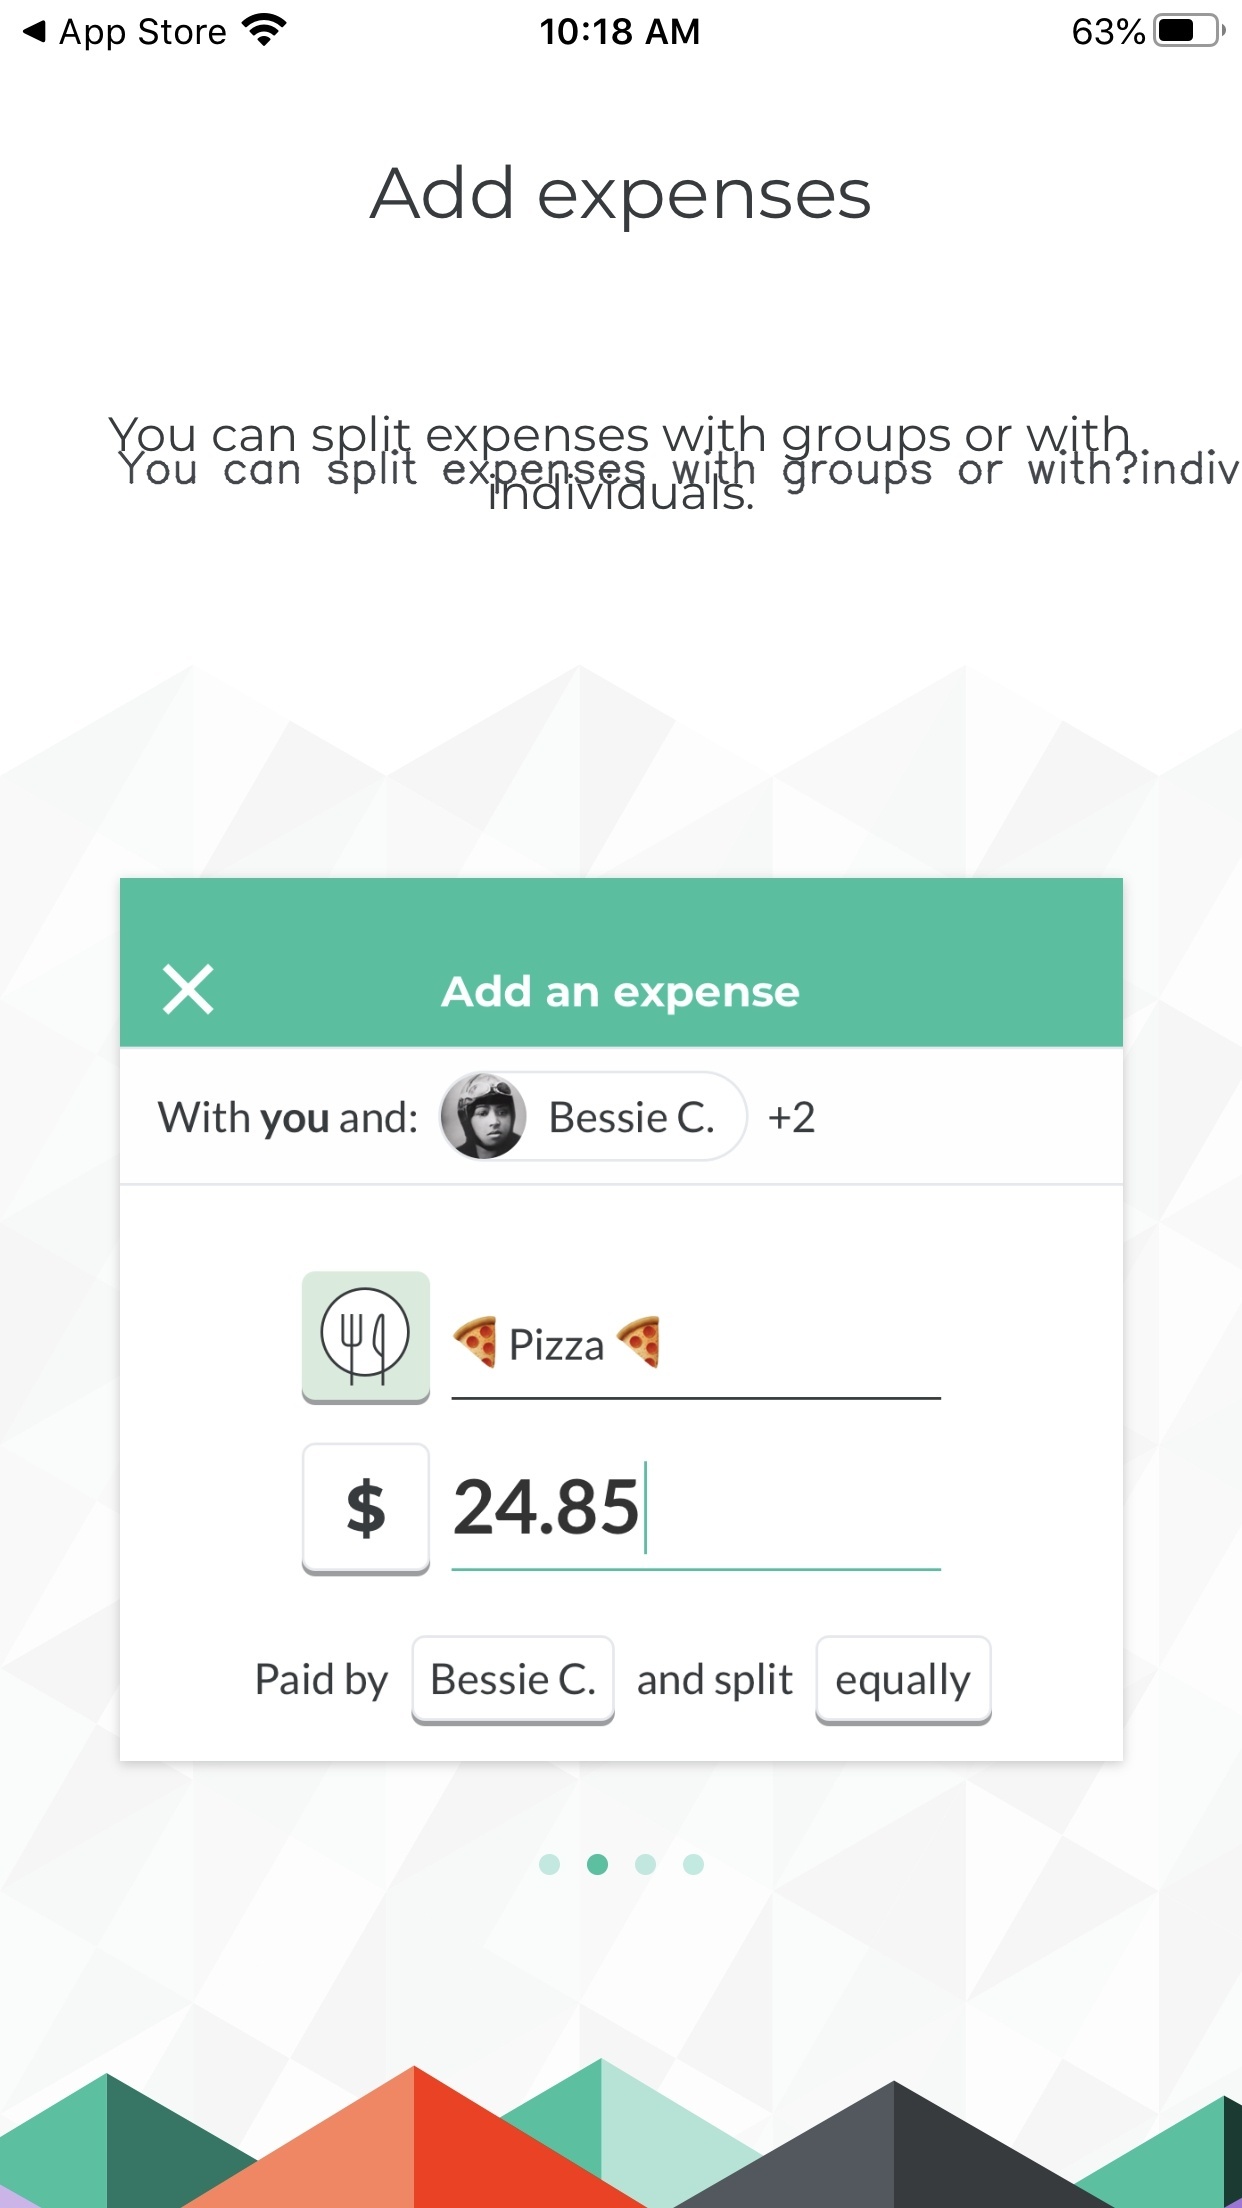 App Store
10:18 AM
63%
Add expenses
You can split expenses with groups or with
You can split expenses with groups or with?indiv
individuals.
Add an expense
With you and: Bessie C. +2
🍕 Pizza 🍕
$ 24.85
Paid by Bessie C. and split equally